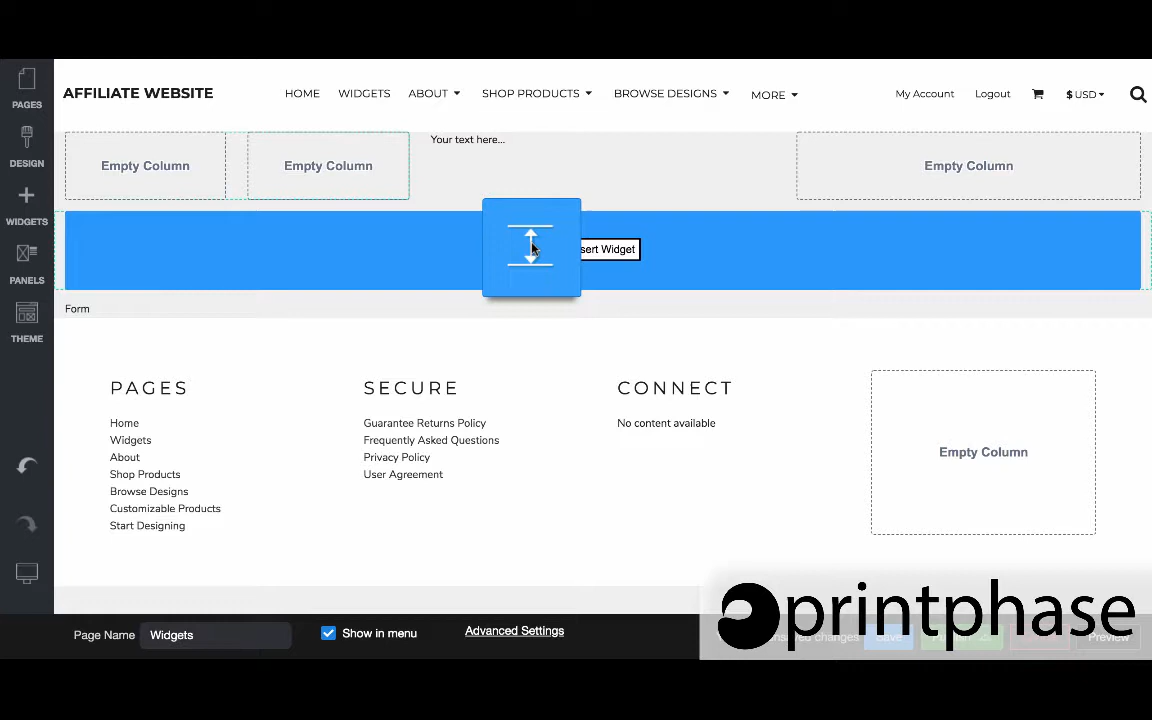 AFFILIATE WEBSITE
HOME WIDGETS ABOUT SHOP PRODUCTS BROWSE DESIGNS MORE
My Account Logout $ USD
PAGES
DESIGN
WIDGETS
PANELS
THEME
Empty Column
Empty Column
Your text here...
Empty Column
sert Widget
Form
PAGES
Home
Widgets
About
Shop Products
Browse Designs
Customizable Products
Start Designing
SECURE
Guarantee Returns Policy
Frequently Asked Questions
Privacy Policy
User Agreement
CONNECT
No content available
Empty Column
Page Name Widgets Show in menu Advanced Settings
changes Save Preview
printphase